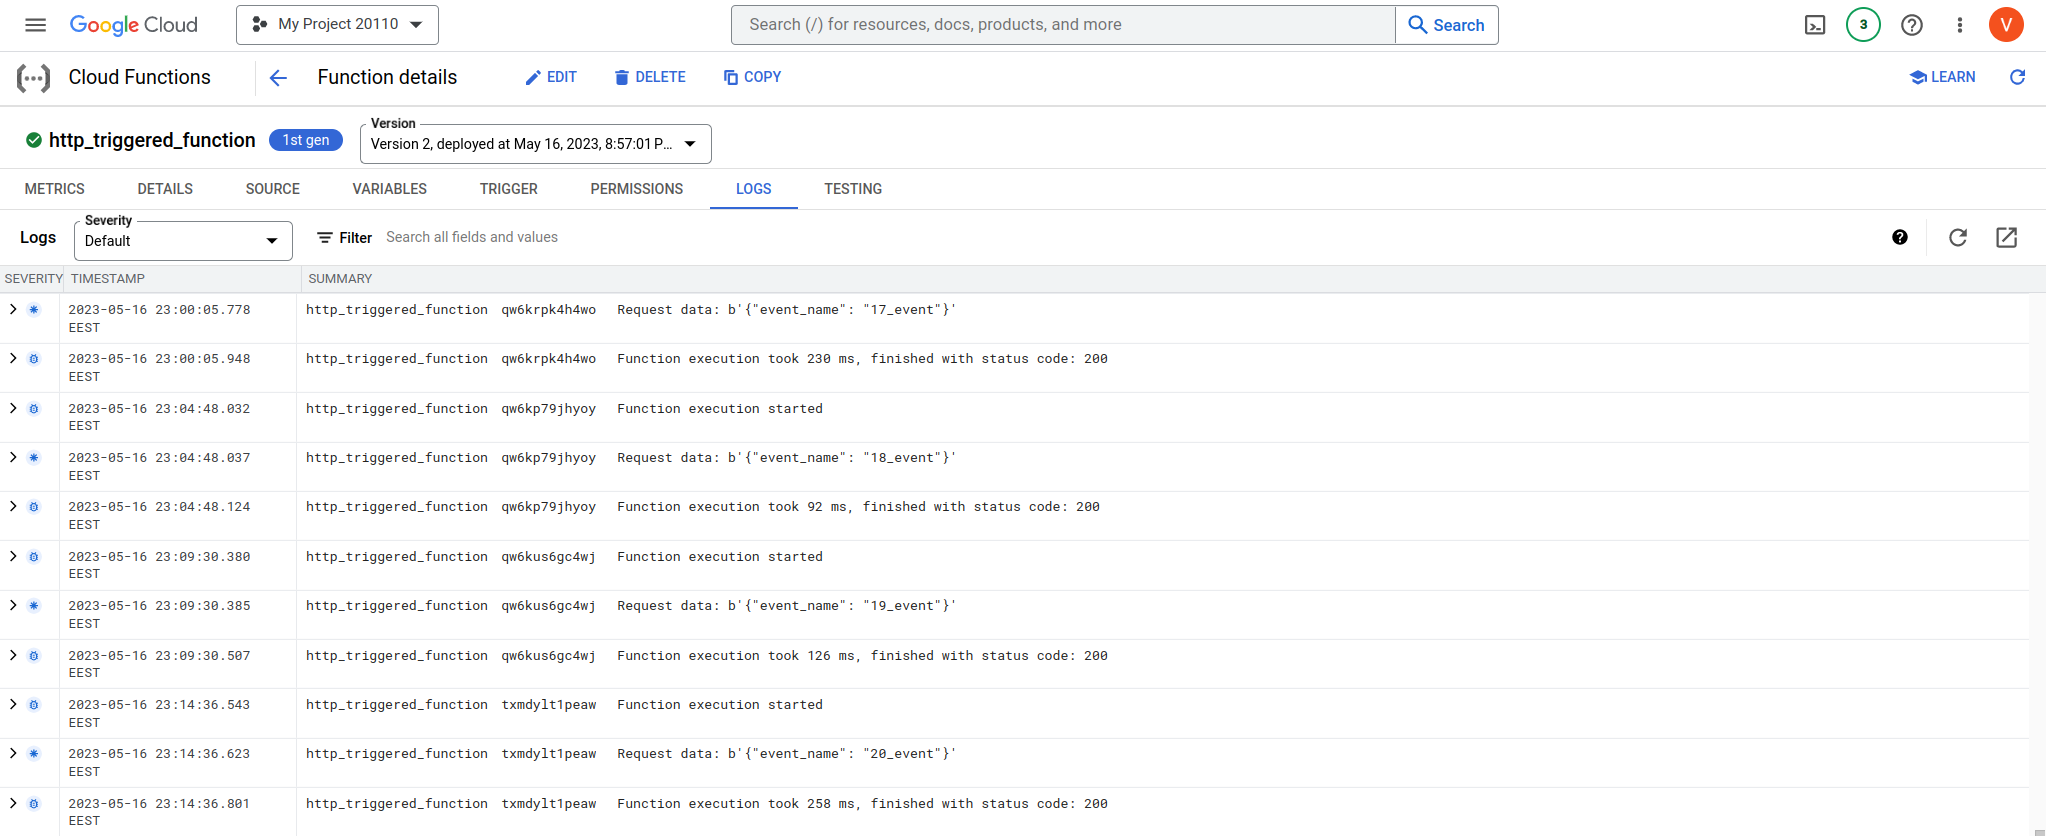 Google Cloud
My Project 20110
Search (/) for resources, docs, products, and more
Search
3
V
Cloud Functions
Function details
EDIT
DELETE
COPY
LEARN
http_triggered_function
1st gen
Version
Version 2, deployed at May 16, 2023, 8:57:01 P...
METRICS
DETAILS
SOURCE
VARIABLES
TRIGGER
PERMISSIONS
LOGS
TESTING
Logs
Severity
Default
Filter
Search all fields and values
SEVERITY TIMESTAMP SUMMARY
2023-05-16 23:00:05.778 http_triggered_function qw6krpk4h4wo Request data: b'{"event_name": "17_event"}'
EEST
2023-05-16 23:00:05.948 http_triggered_function qw6krpk4h4wo Function execution took 230 ms, finished with status code: 200
EEST
2023-05-16 23:04:48.032 http_triggered_function qw6kp79jhyoy Function execution started
EEST
2023-05-16 23:04:48.037 http_triggered_function qw6kp79jhyoy Request data: b'{"event_name": "18_event"}'
EEST
2023-05-16 23:04:48.124 http_triggered_function qw6kp79jhyoy Function execution took 92 ms, finished with status code: 200
EEST
2023-05-16 23:09:30.380 http_triggered_function qw6kus6gc4wj Function execution started
EEST
2023-05-16 23:09:30.385 http_triggered_function qw6kus6gc4wj Request data: b'{"event_name": "19_event"}'
EEST
2023-05-16 23:09:30.507 http_triggered_function qw6kus6gc4wj Function execution took 126 ms, finished with status code: 200
EEST
2023-05-16 23:14:36.543 http_triggered_function txmdylt1peaw Function execution started
EEST
2023-05-16 23:14:36.623 http_triggered_function txmdylt1peaw Request data: b'{"event_name": "20_event"}'
EEST
2023-05-16 23:14:36.801 http_triggered_function txmdylt1peaw Function execution took 258 ms, finished with status code: 200
EEST